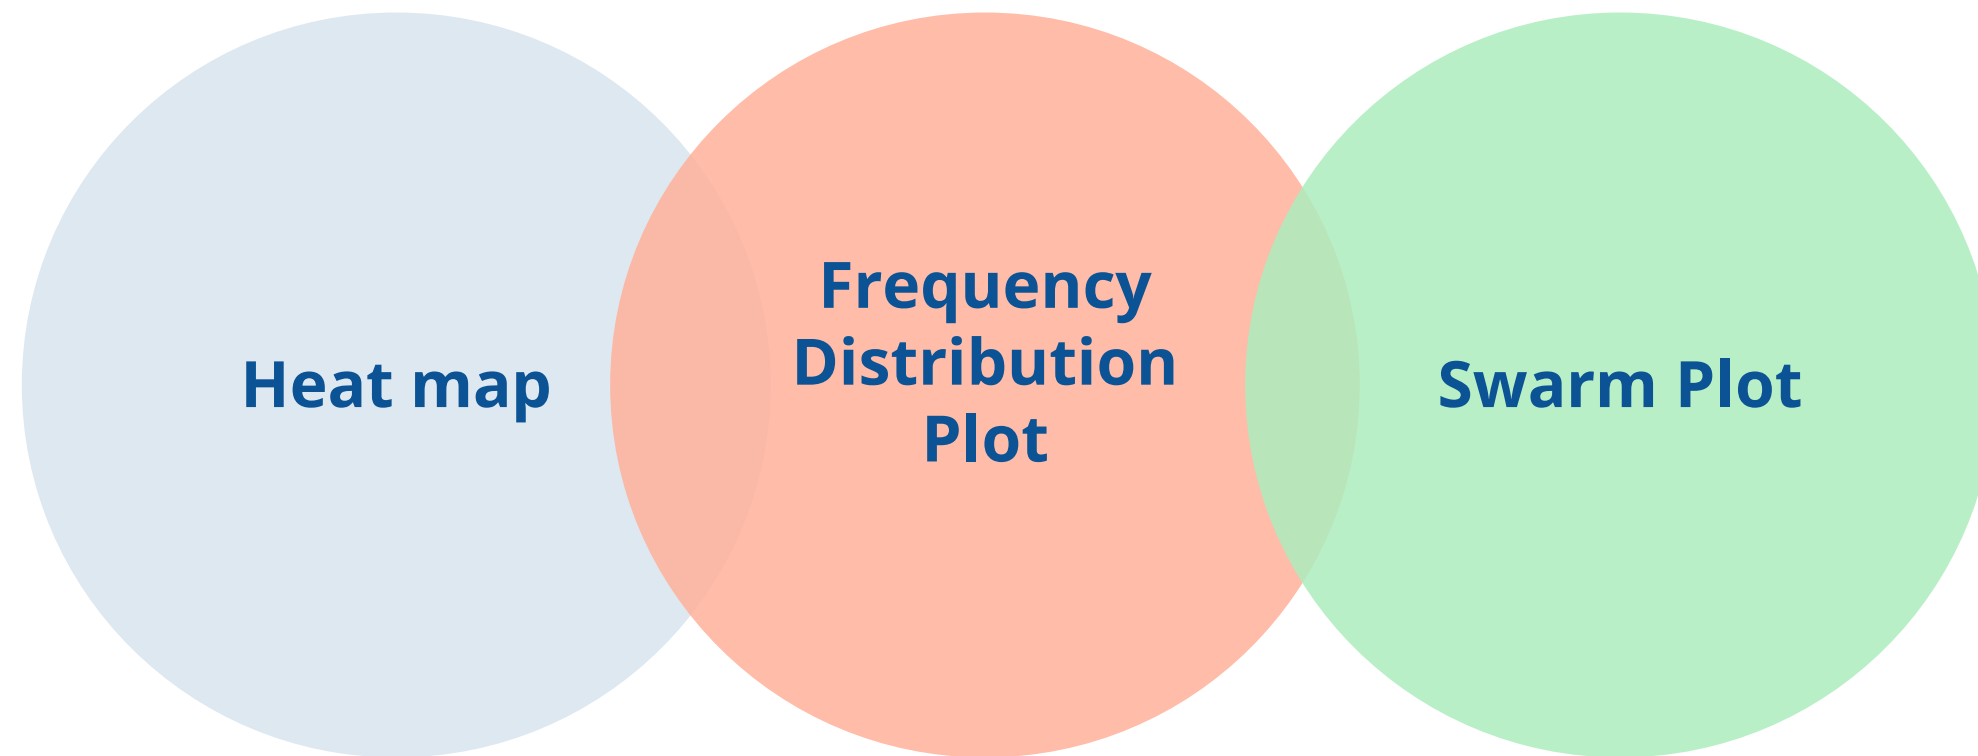 Heat map
Frequency
Distribution
Plot
Swarm Plot